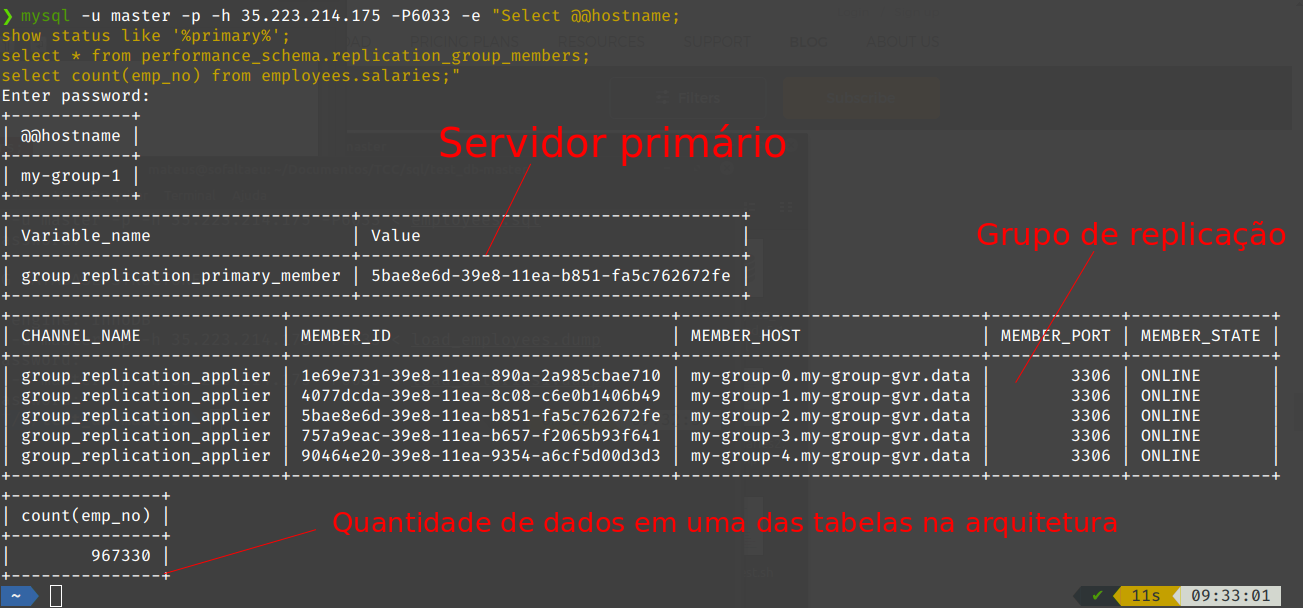 ❯ mysql -u master -p -h 35.223.214.175 -P6033 -e "Select @@hostname;
show status like '%primary%';
select * from performance_schema.replication_group_members;
select count(emp_no) from employees.salaries;"
Enter password:
+-----------+
| @@hostname |
+-----------+
| my-group-1 |
+-----------+
Servidor primário
| Variable_name | Value |
| group_replication_primary_member | 5bae8e6d-39e8-11ea-b851-fa5c762672fe |
Grupo de replicação
| CHANNEL_NAME | MEMBER_ID | MEMBER_HOST | MEMBER_PORT | MEMBER_STATE |
| group_replication_applier | 1e69e731-39e8-11ea-890a-2a985cbae710 | my-group-0.my-group-gvr.data | 3306 | ONLINE |
| group_replication_applier | 4077dcda-39e8-11ea-8c08-c6e0b1406b49 | my-group-1.my-group-gvr.data | 3306 | ONLINE |
| group_replication_applier | 5bae8e6d-39e8-11ea-b851-fa5c762672fe | my-group-2.my-group-gvr.data | 3306 | ONLINE |
| group_replication_applier | 757a9eac-39e8-11ea-b657-f2065b93f641 | my-group-3.my-group-gvr.data | 3306 | ONLINE |
| group_replication_applier | 90464e20-39e8-11ea-9354-a6cf5d00d3d3 | my-group-4.my-group-gvr.data | 3306 | ONLINE |
| count(emp_no) |
Quantidade de dados em uma das tabelas na arquitetura
| 967330 |
~ ✔ 11s 09:33:01